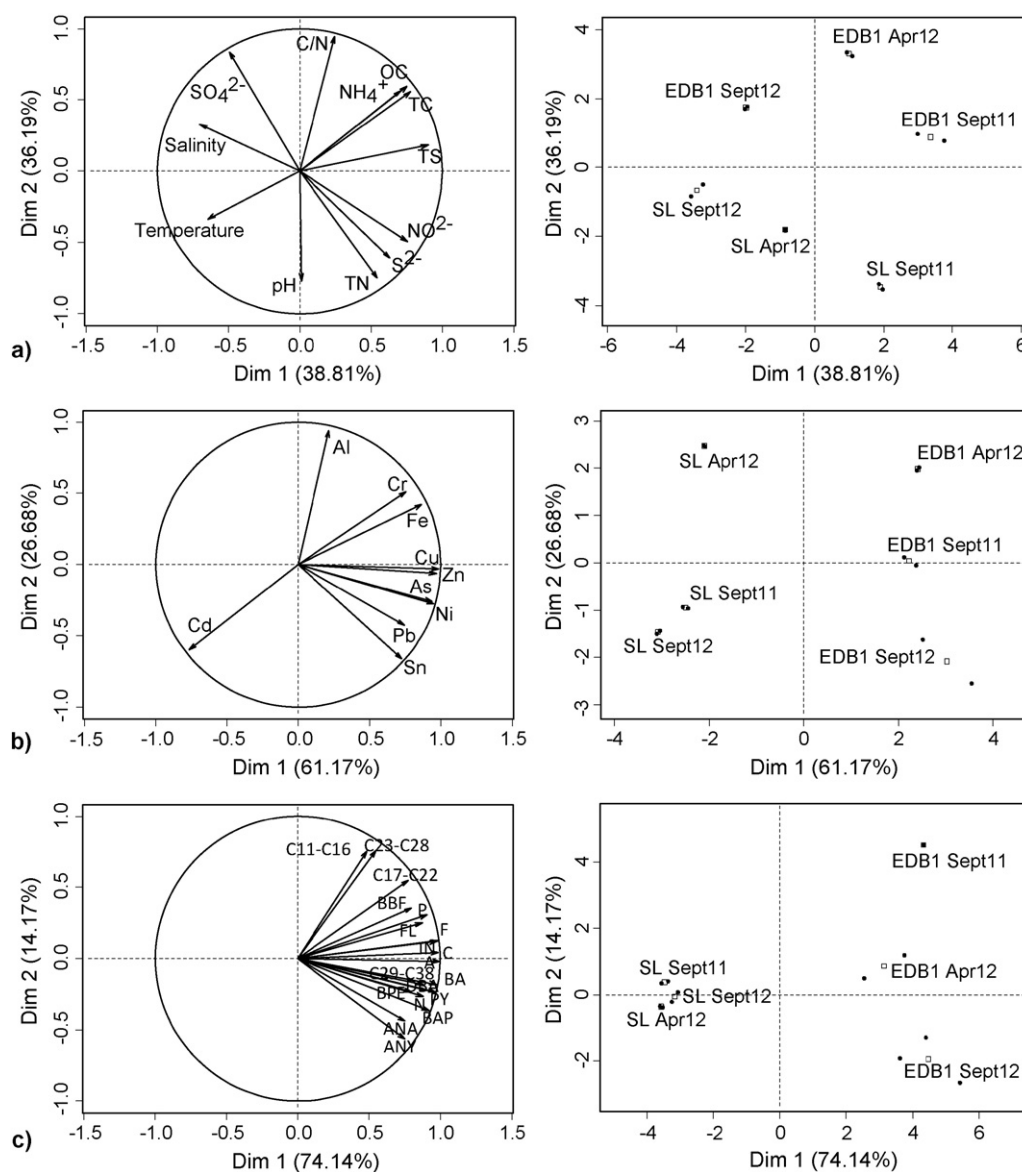 a)
Dim 2 (36.19%)
1.0
0.5
0.0
-0.5
-1.0
C/N
OC
SO₄²⁻
NH₄⁺
TC
Salinity
TS
Temperature
NO²⁻
S²⁻
pH
TN
-1.5 -1.0 -0.5 0.0 0.5 1.0 1.5
Dim 1 (38.81%)
Dim 2 (36.19%)
4
2
0
-2
-4
EDB1 Apr12
EDB1 Sept12
EDB1 Sept11
SL Sept12
SL Apr12
SL Sept11
-6 -4 -2 0 2 4 6
Dim 1 (38.81%)
b)
Dim 2 (26.68%)
1.0
0.5
0.0
-0.5
-1.0
Al
Cr
Fe
Cu
Zn
As
Ni
Cd
Pb
Sn
-1.5 -1.0 -0.5 0.0 0.5 1.0 1.5
Dim 1 (61.17%)
Dim 2 (26.68%)
3
2
1
0
-1
-2
-3
SL Apr12
EDB1 Apr12
EDB1 Sept11
SL Sept11
SL Sept12
EDB1 Sept12
-4 -2 0 2 4
Dim 1 (61.17%)
c)
Dim 2 (14.17%)
1.0
0.5
0.0
-0.5
-1.0
C11-C16
C23-C28
C17-C22
BBF
P
FL
F
IN
C
A
C29-C38
BA
BPE
PY
N
BAP
ANA
ANY
-1.5 -1.0 -0.5 0.0 0.5 1.0 1.5
Dim 1 (74.14%)
Dim 2 (14.17%)
4
2
0
-2
EDB1 Sept11
SL Sept11
EDB1 Apr12
SL Sept12
SL Apr12
EDB1 Sept12
-6 -4 -2 0 2 4 6
Dim 1 (74.14%)